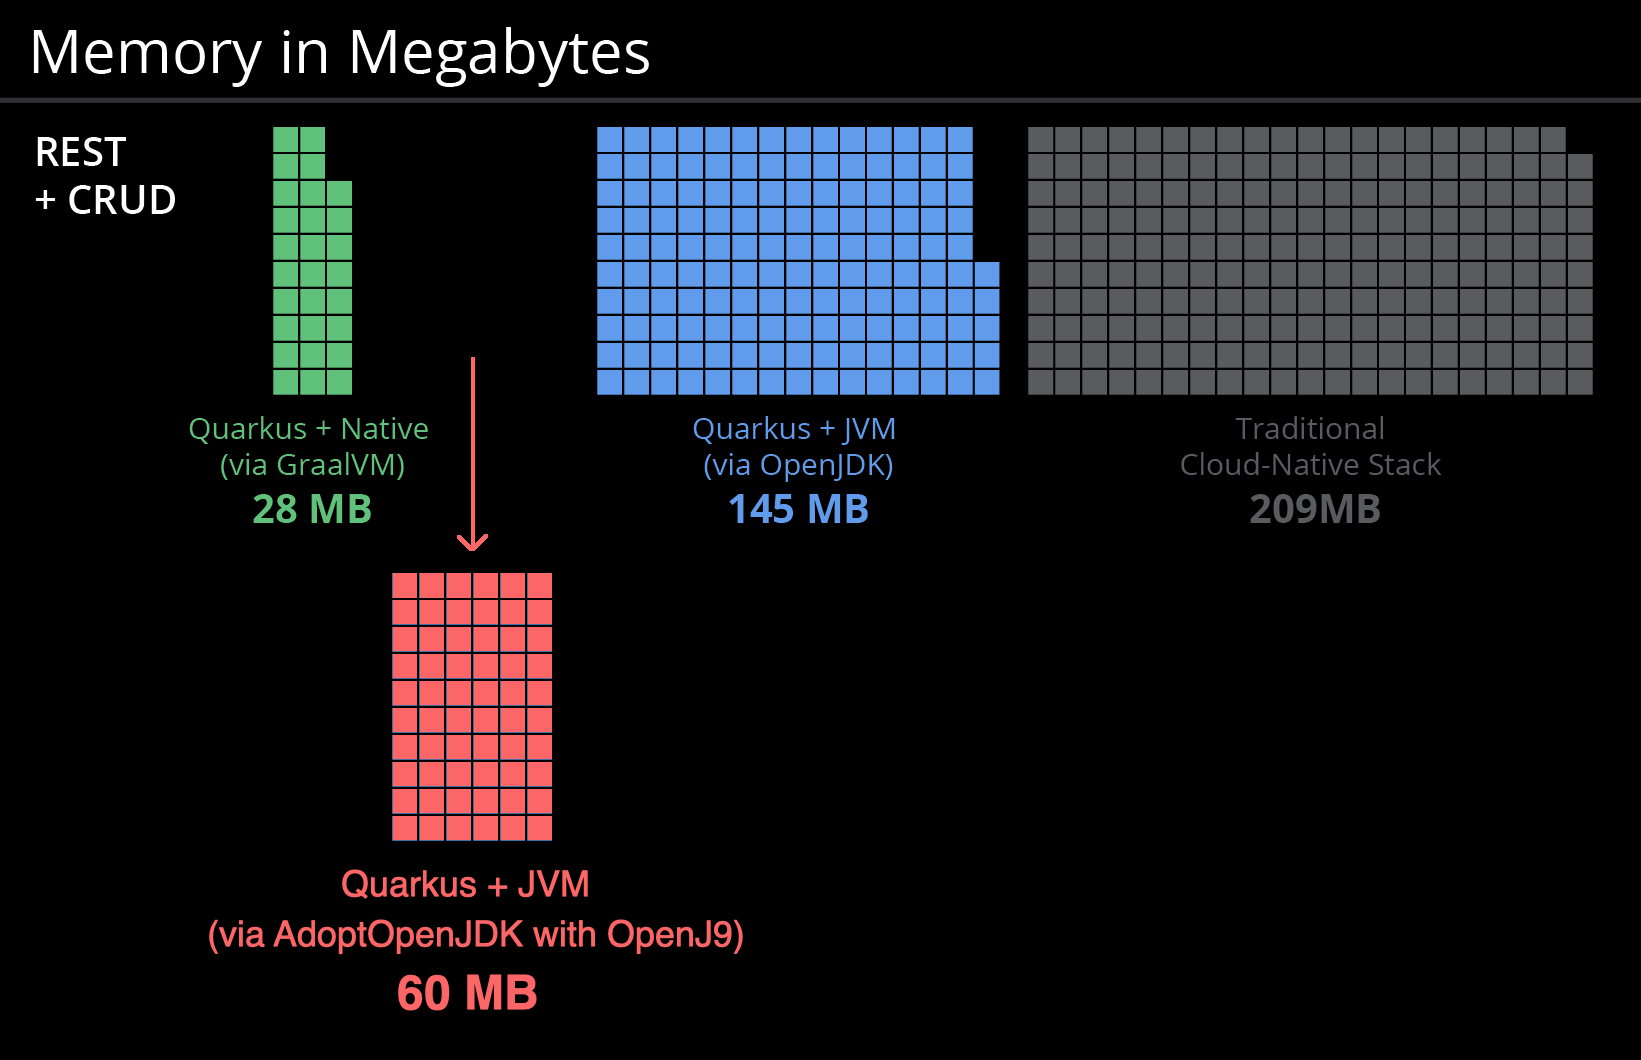 Memory in Megabytes
REST
+ CRUD
Quarkus + Native
(via GraalVM)
28 MB
Quarkus + JVM
(via OpenJDK)
145 MB
Traditional
Cloud-Native Stack
209MB
Quarkus + JVM
(via AdoptOpenJDK with OpenJ9)
60 MB